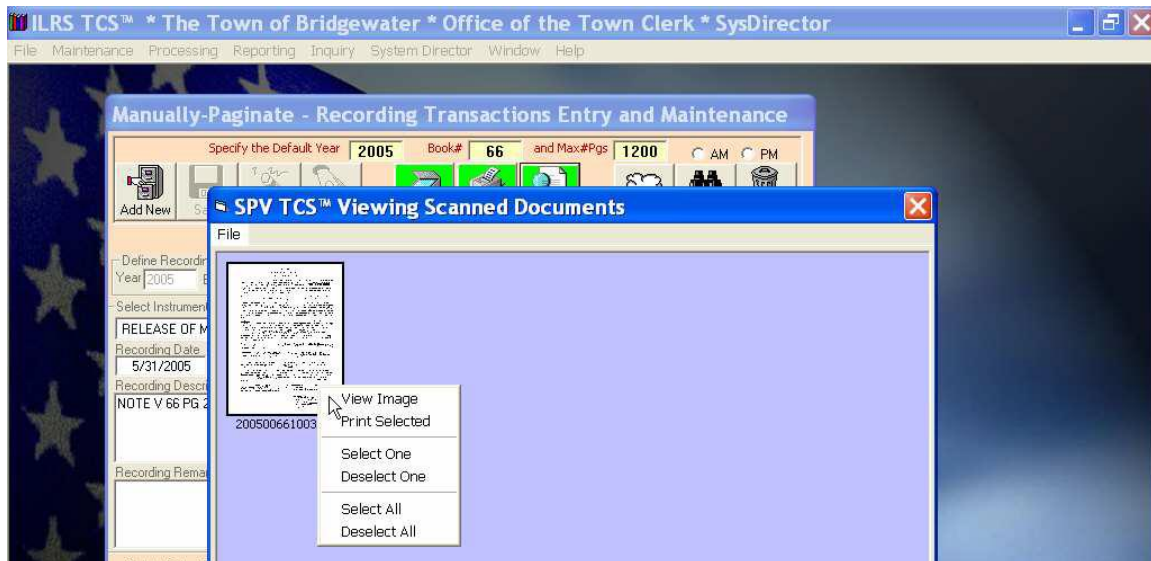 ILRS TCS™ * The Town of Bridgewater * Office of the Town Clerk * SysDirector
File Maintenance Processing Reporting Inquiry System Director Window Help
Manually-Paginate - Recording Transactions Entry and Maintenance
Specify the Default Year 2005 Book# 66 and Max#Pgs 1200 AM PM
Add New
SPV TCS™ Viewing Scanned Documents
File
Define Recordin
Year 2005
Select Instrument
RELEASE OF M
Recording Date
5/31/2005
Recording Descri
NOTE V 66 PG 2
Recording Remar
200500661003
View Image
Print Selected
Select One
Deselect One
Select All
Deselect All